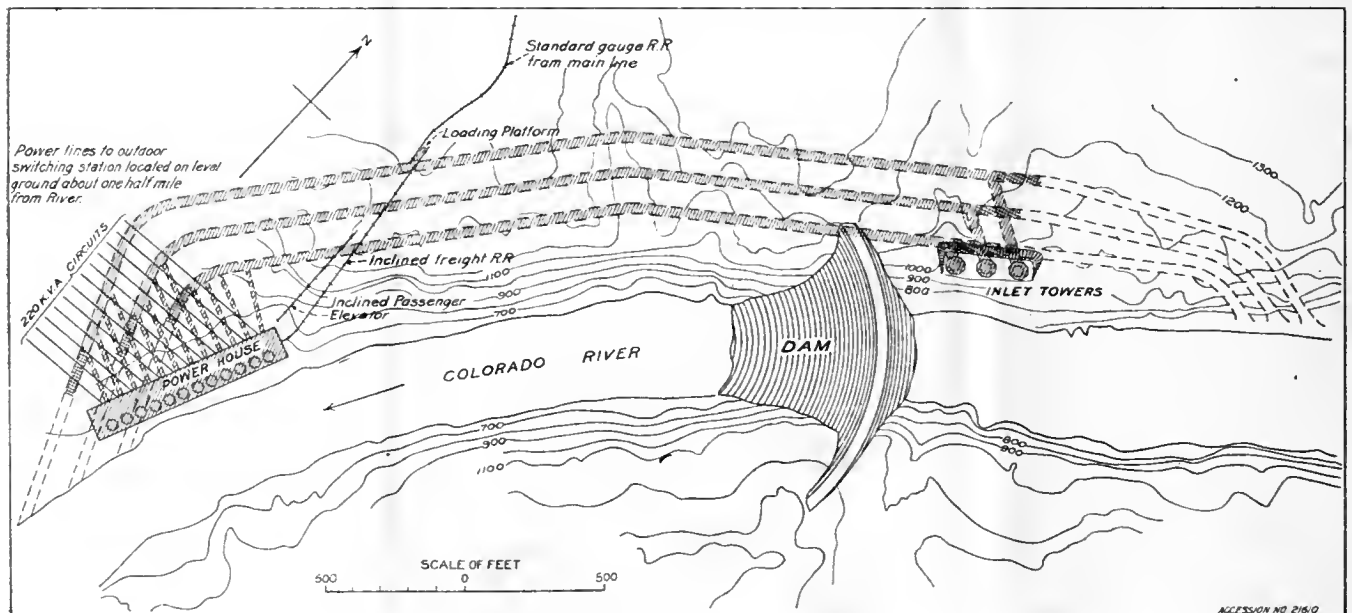 N
Standard gauge R.R
from main line
Loading Platform
Power lines to outdoor
switching station located on level
ground about one half mile
from River.
1300
1200
220 K.V.A. CIRCUITS
Inclined freight R.R
1100
1000
900
800
INLET TOWERS
Inclined Passenger
Elevator
900
700
DAM
POWER HOUSE
COLORADO RIVER
700
900
1100
800
900
SCALE OF FEET
500 0 500
ACCESSION NO. 21610